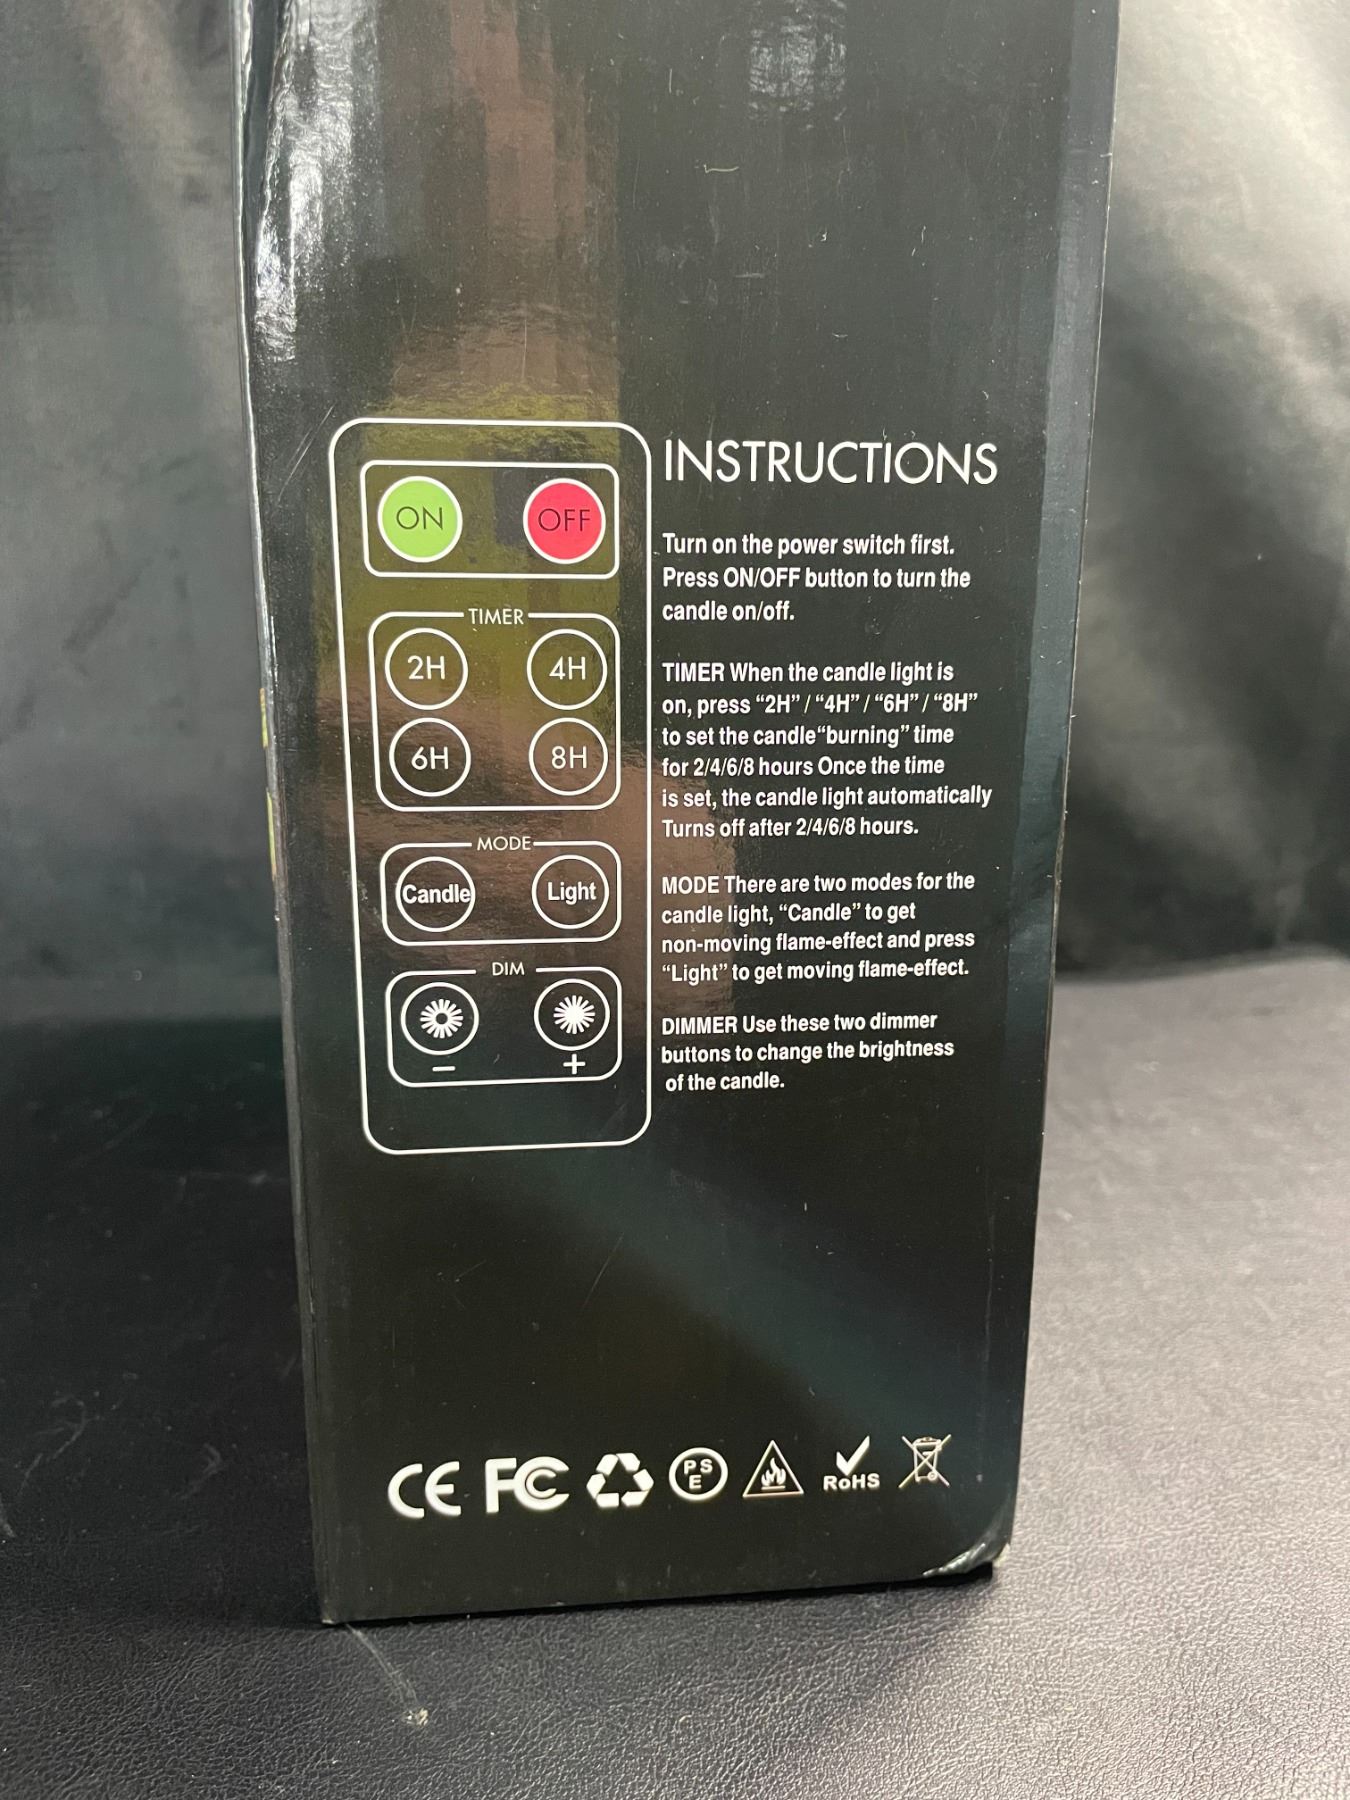 INSTRUCTIONS
ON OFF
Turn on the power switch first.
Press ON/OFF button to turn the
candle on/off.
TIMER
2H 4H
6H 8H
TIMER When the candle light is
on, press “2H” / “4H” / “6H” / “8H”
to set the candle“burning” time
for 2/4/6/8 hours Once the time
is set, the candle light automatically
Turns off after 2/4/6/8 hours.
MODE
Candle Light
MODE There are two modes for the
candle light, “Candle” to get
non-moving flame-effect and press
“Light” to get moving flame-effect.
DIM
− +
DIMMER Use these two dimmer
buttons to change the brightness
of the candle.
CE FC PSE RoHS